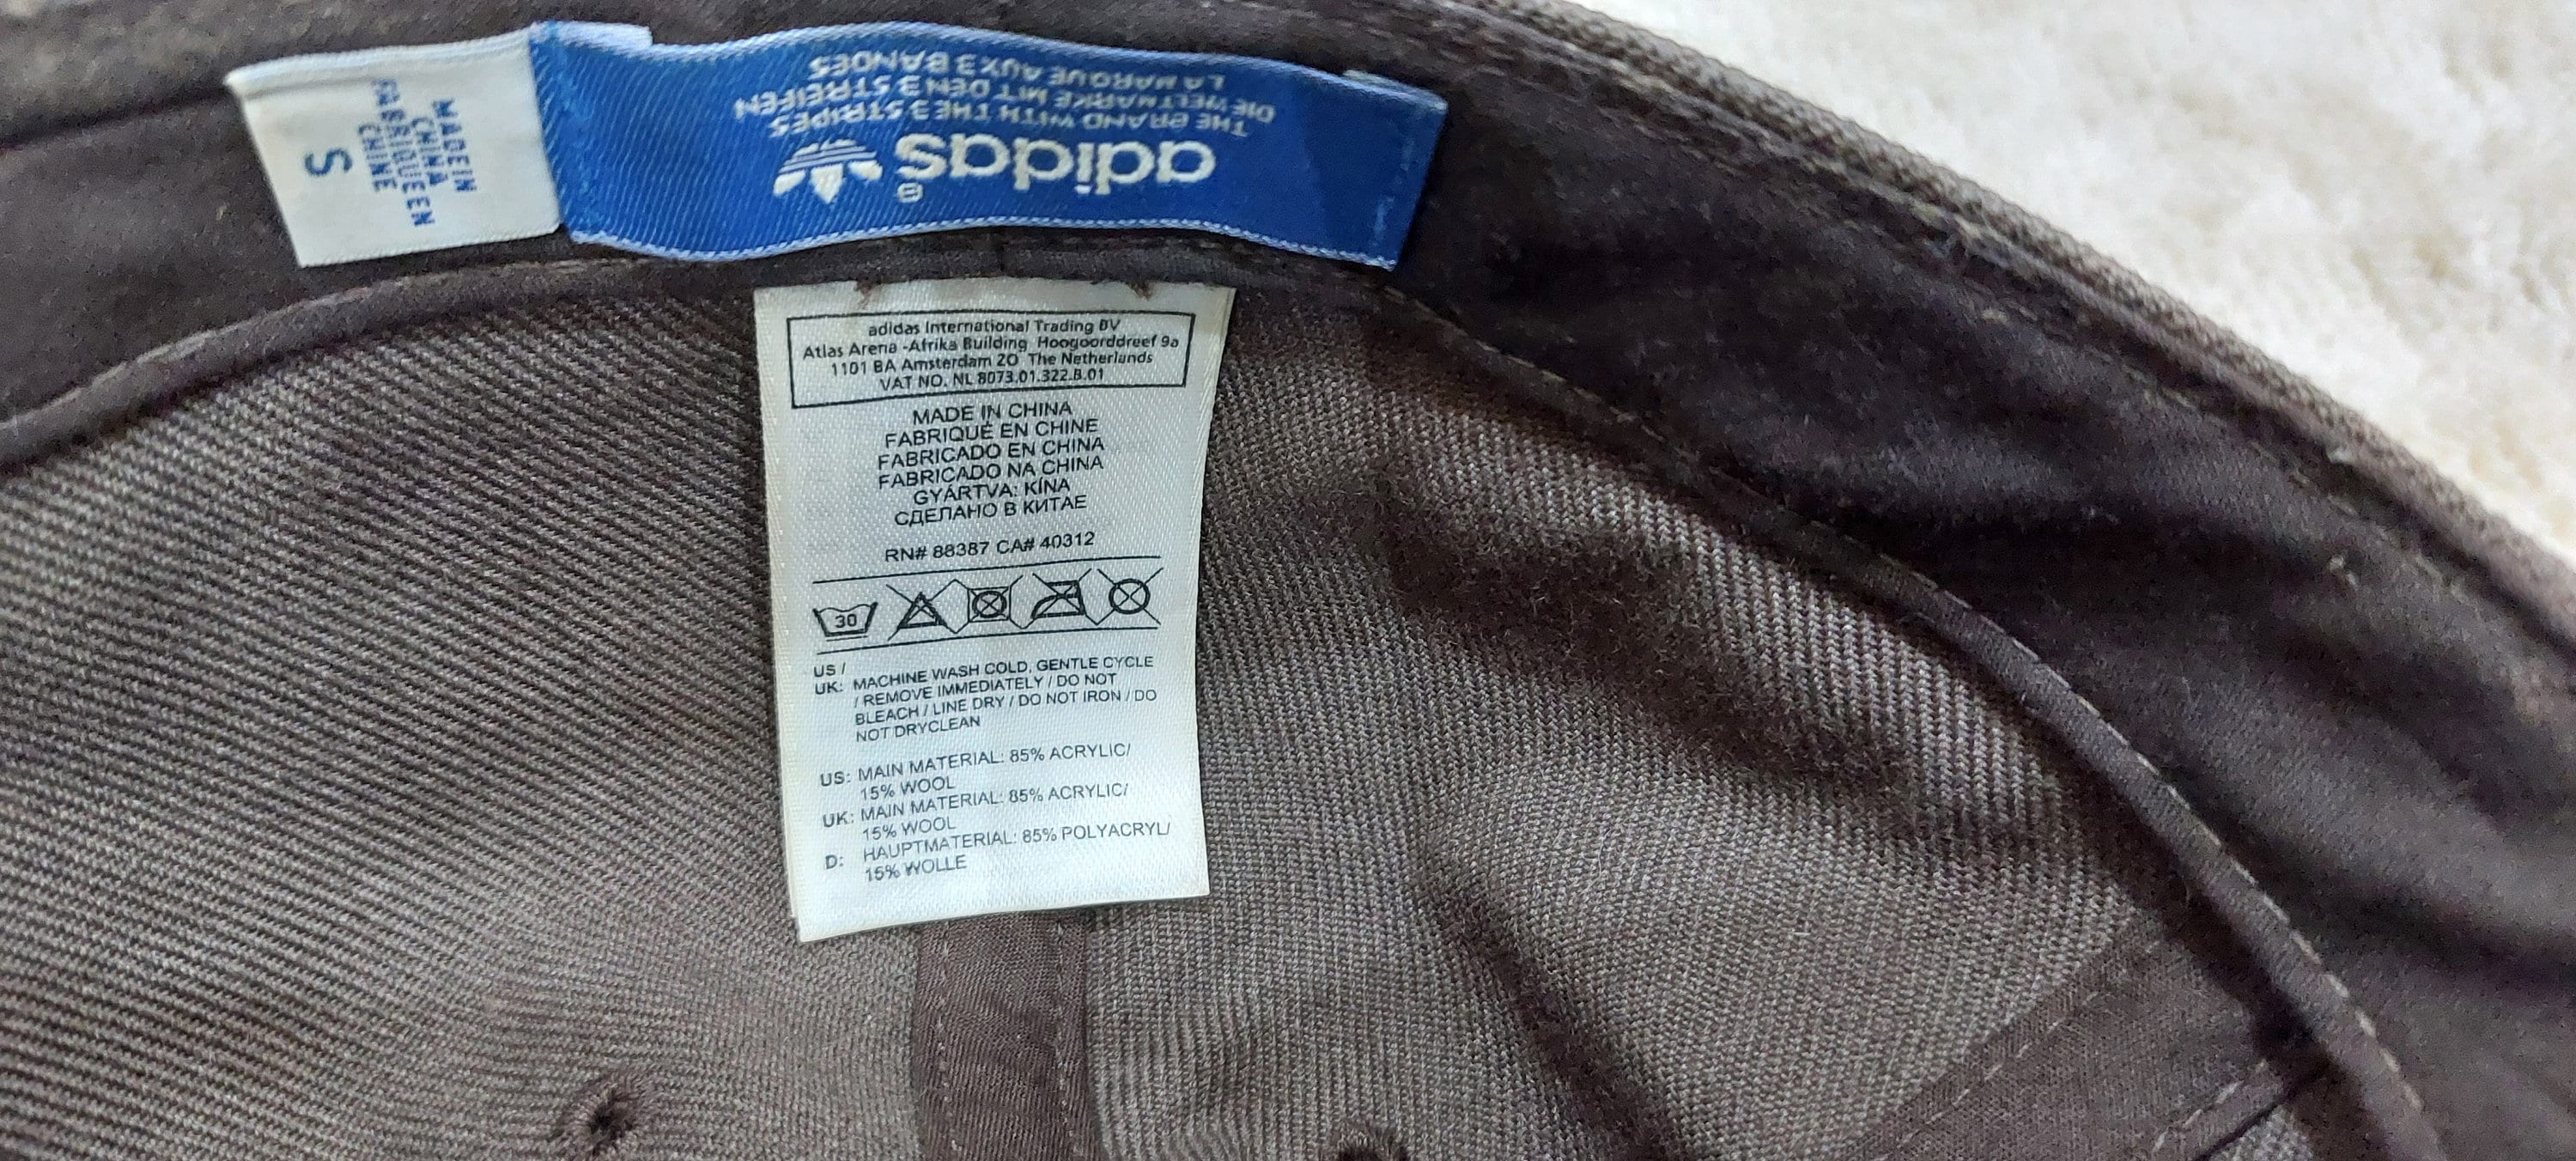 adidas®
THE BRAND WITH THE 3 STRIPES
DIE WELTMARKE MIT DEN 3 STREIFEN
LA MARQUE AUX 3 BANDES
MADE IN
CHINA
FABRIQUE EN
CHINE
S
adidas International Trading BV
Atlas Arena -Afrika Building Hoogoorddreef 9a
1101 BA Amsterdam ZO The Netherlands
VAT NO. NL 8073.01.322.B.01
MADE IN CHINA
FABRIQUÉ EN CHINE
FABRICADO EN CHINA
FABRICADO NA CHINA
GYÁRTVA: KÍNA
СДЕЛАНО В КИТАЕ
RN# 88387 CA# 40312
30
US /
UK: MACHINE WASH COLD, GENTLE CYCLE
/ REMOVE IMMEDIATELY / DO NOT
BLEACH / LINE DRY / DO NOT IRON / DO
NOT DRYCLEAN
US: MAIN MATERIAL: 85% ACRYLIC/
15% WOOL
UK: MAIN MATERIAL: 85% ACRYLIC/
15% WOOL
D: HAUPTMATERIAL: 85% POLYACRYL/
15% WOLLE